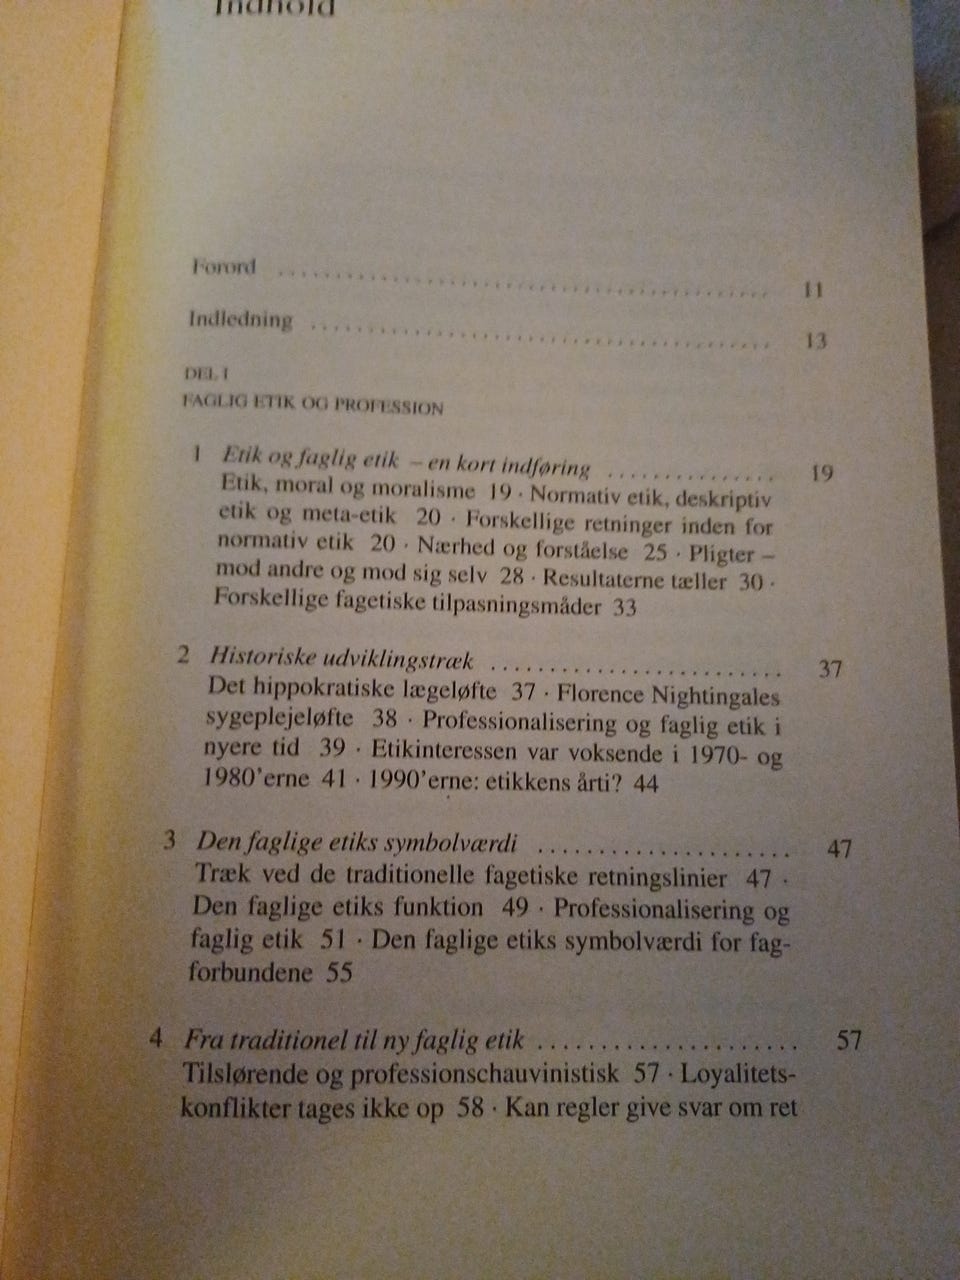 Indhold
Forord .......... 11
Indledning .......... 13
DEL I
FAGLIG ETIK OG PROFESSION
1 Etik og faglig etik – en kort indføring .......... 19
Etik, moral og moralisme 19 · Normativ etik, deskriptiv
etik og meta-etik 20 · Forskellige retninger inden for
normativ etik 20 · Nærhed og forståelse 25 · Pligter –
mod andre og mod sig selv 28 · Resultaterne tæller 30 ·
Forskellige fagetiske tilpasningsmåder 33
2 Historiske udviklingstræk .......... 37
Det hippokratiske lægeløfte 37 · Florence Nightingales
sygeplejeløfte 38 · Professionalisering og faglig etik i
nyere tid 39 · Etikinteressen var voksende i 1970- og
1980'erne 41 · 1990'erne: etikkens årti? 44
3 Den faglige etiks symbolværdi .......... 47
Træk ved de traditionelle fagetiske retningslinier 47 ·
Den faglige etiks funktion 49 · Professionalisering og
faglig etik 51 · Den faglige etiks symbolværdi for fag-
forbundene 55
4 Fra traditionel til ny faglig etik .......... 57
Tilslørende og professionschauvinistisk 57 · Loyalitets-
konflikter tages ikke op 58 · Kan regler give svar om ret